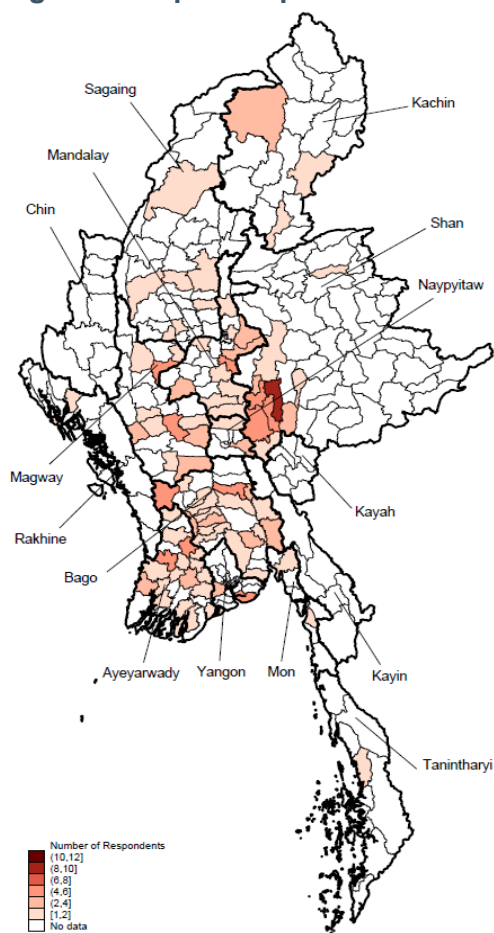 Sagaing
Kachin
Mandalay
Chin
Shan
Naypyitaw
Magway
Kayah
Rakhine
Bago
Ayeyarwady
Yangon
Mon
Kayin
Tanintharyi
Number of Respondents
(10,12]
(8,10]
(6,8]
(4,6]
(2,4]
[1,2]
No data